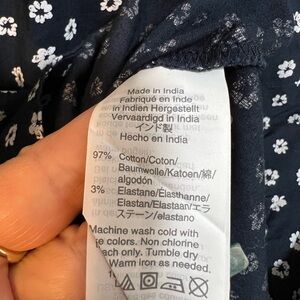 Made in India
Fabriqué en Inde
In Indien Hergestellt
Vervaardigd in India
インド製
Hecho en India
97% Cotton/Coton/
Baumwolle/Katoen/綿/
algodón
3% Elastane/Élasthanne/
Elastan/Elastaan/エラ
ステーン/elastano
Machine wash cold with
e colors. Non chlorine
ach only. Tumble dry
Warm iron as needed.